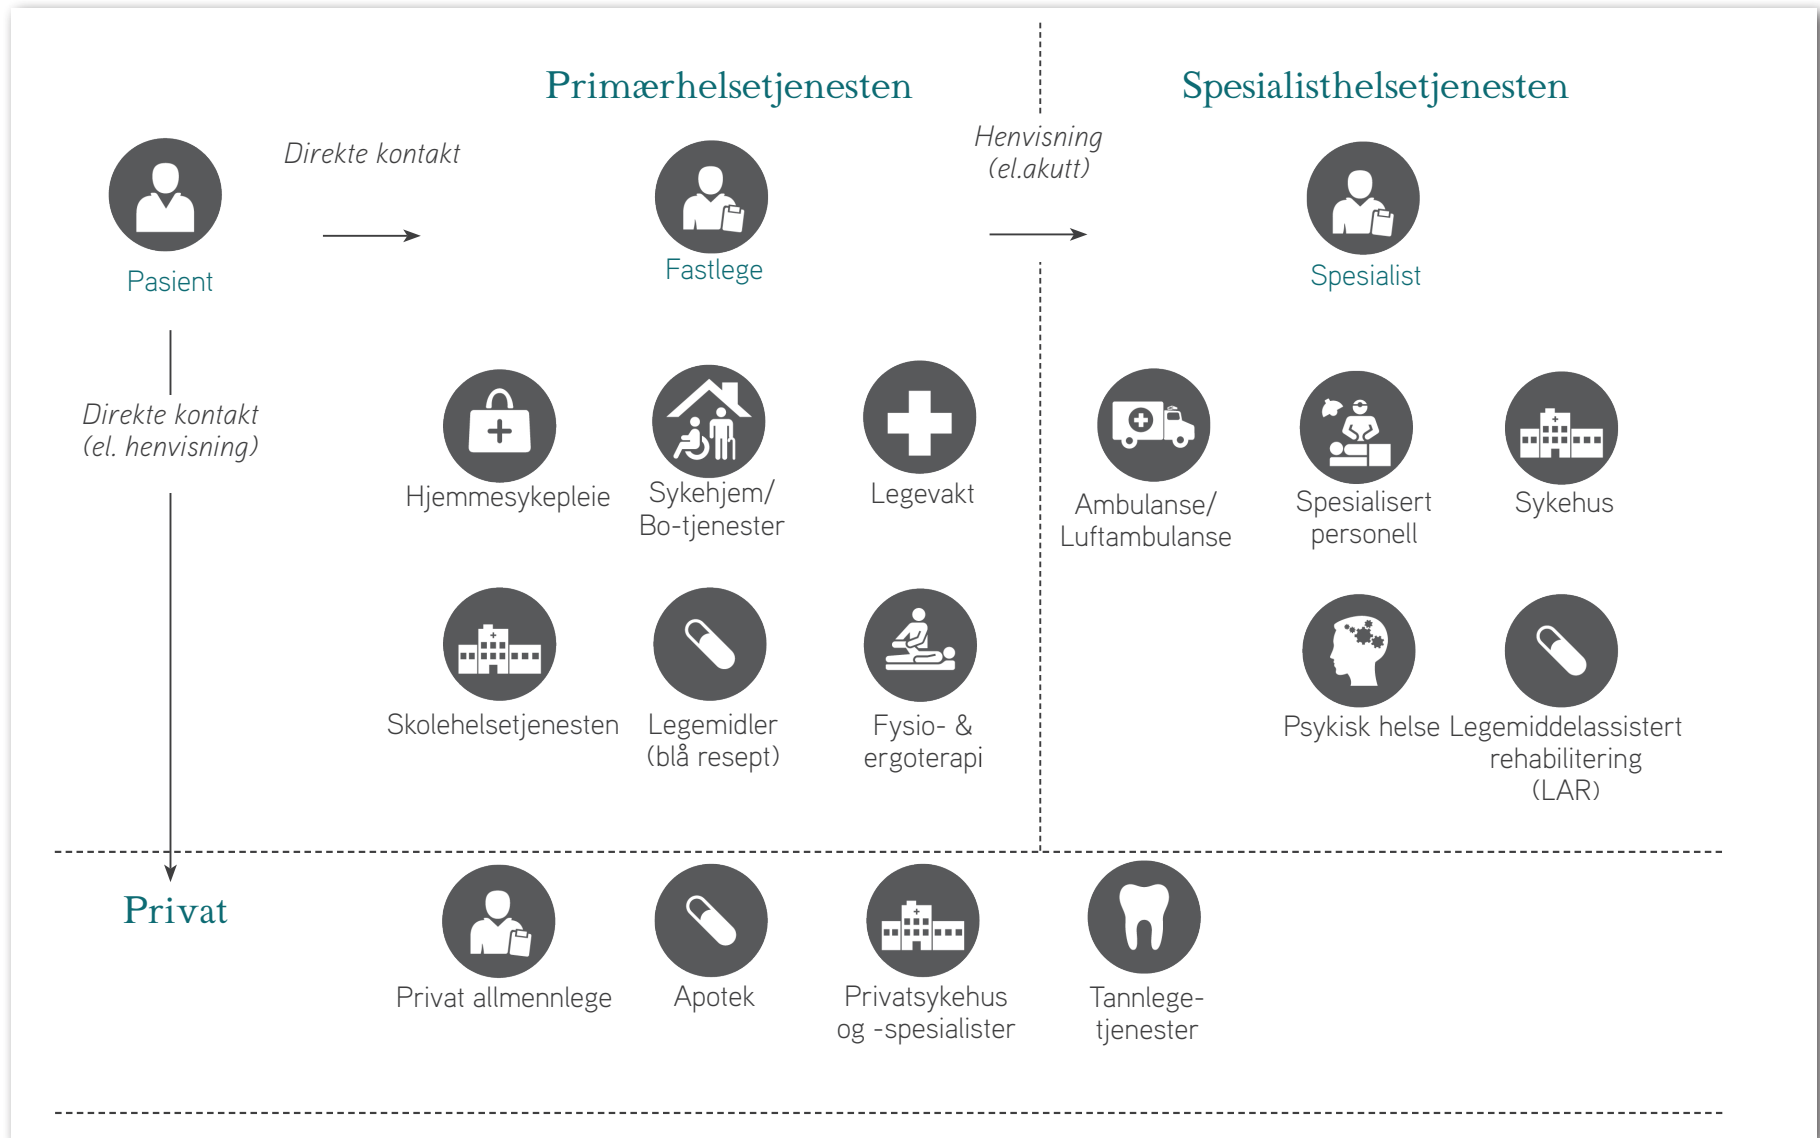 Primærhelsetjenesten
Spesialisthelsetjenesten
Direkte kontakt
Henvisning
(el.akutt)
Pasient
Fastlege
Spesialist
Direkte kontakt
(el. henvisning)
Hjemmesykepleie
Sykehjem/
Bo-tjenester
Legevakt
Ambulanse/
Luftambulanse
Spesialisert
personell
Sykehus
Skolehelsetjenesten
Legemidler
(blå resept)
Fysio- &
ergoterapi
Psykisk helse
Legemiddelassistert
rehabilitering
(LAR)
Privat
Privat allmennlege
Apotek
Privatsykehus
og -spesialister
Tannlege-
tjenester